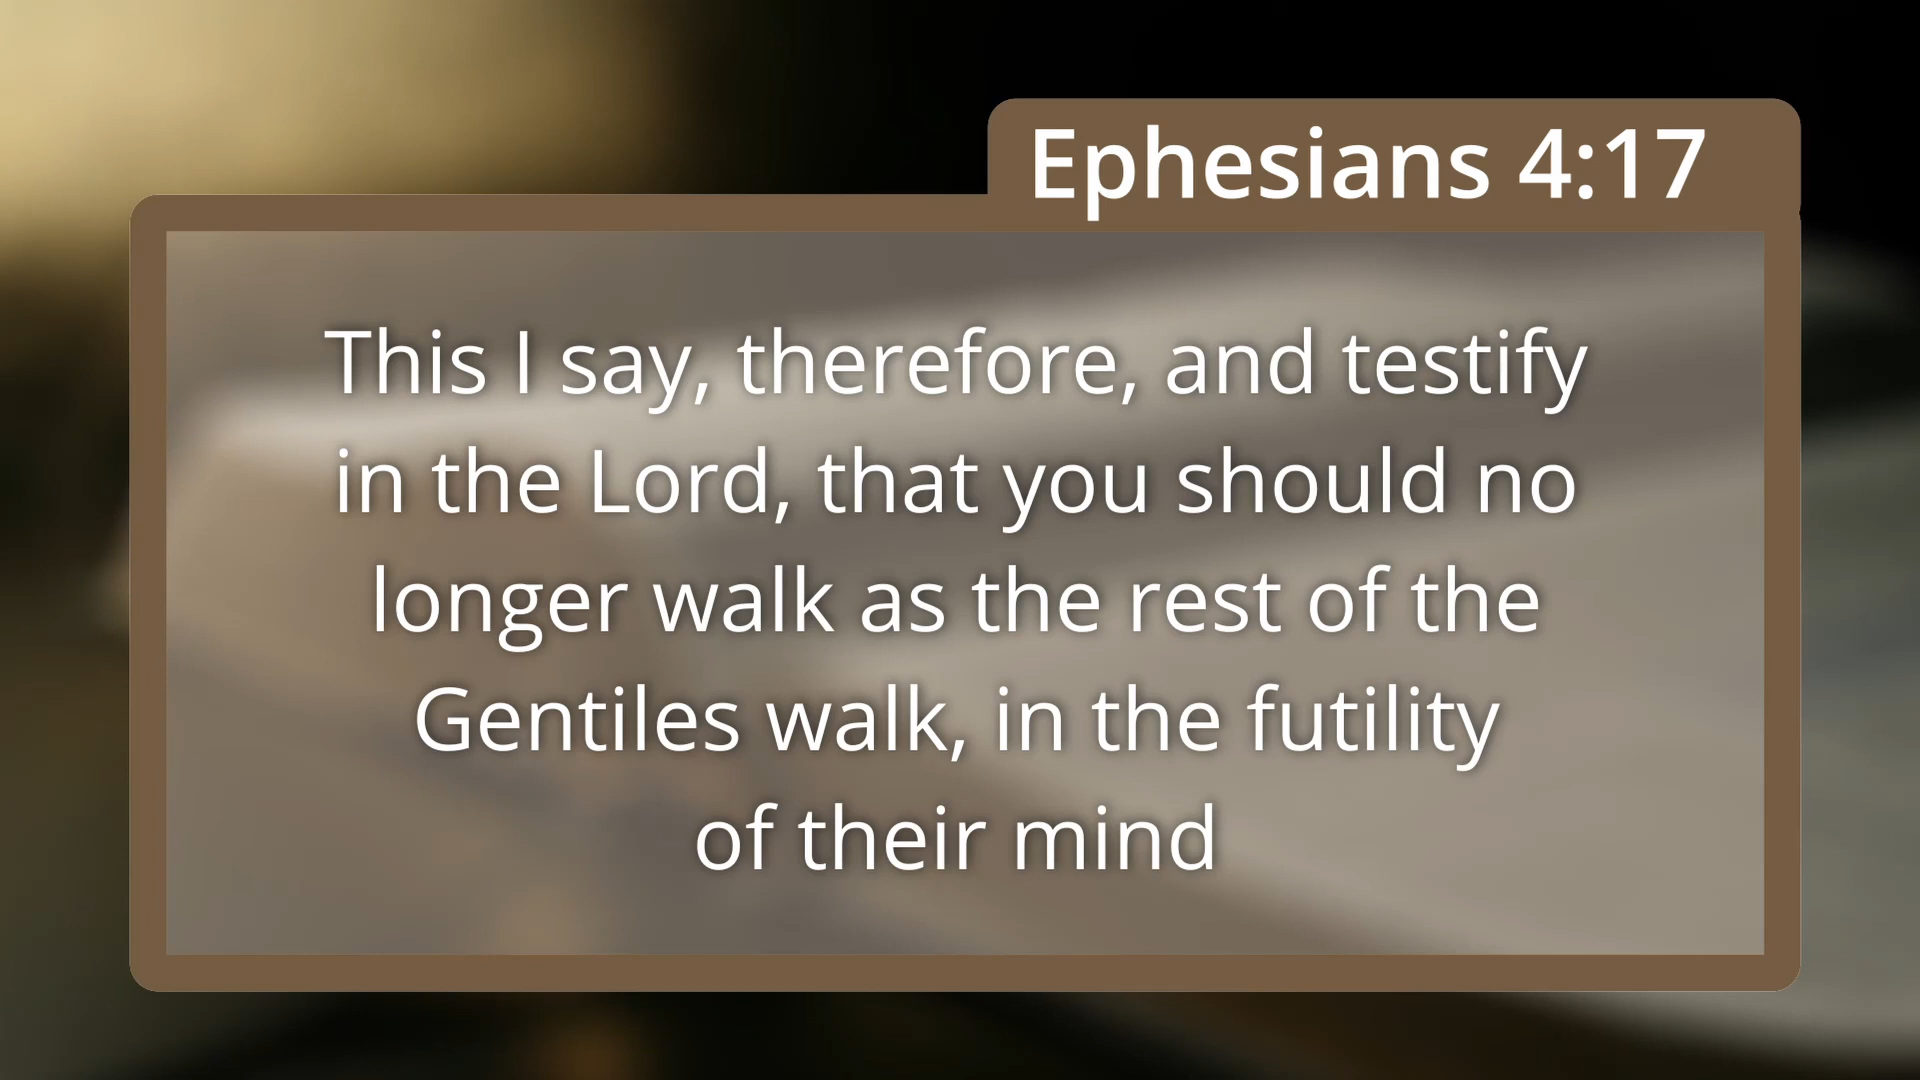 Ephesians 4:17
This I say, therefore, and testify
in the Lord, that you should no
longer walk as the rest of the
Gentiles walk, in the futility
of their mind